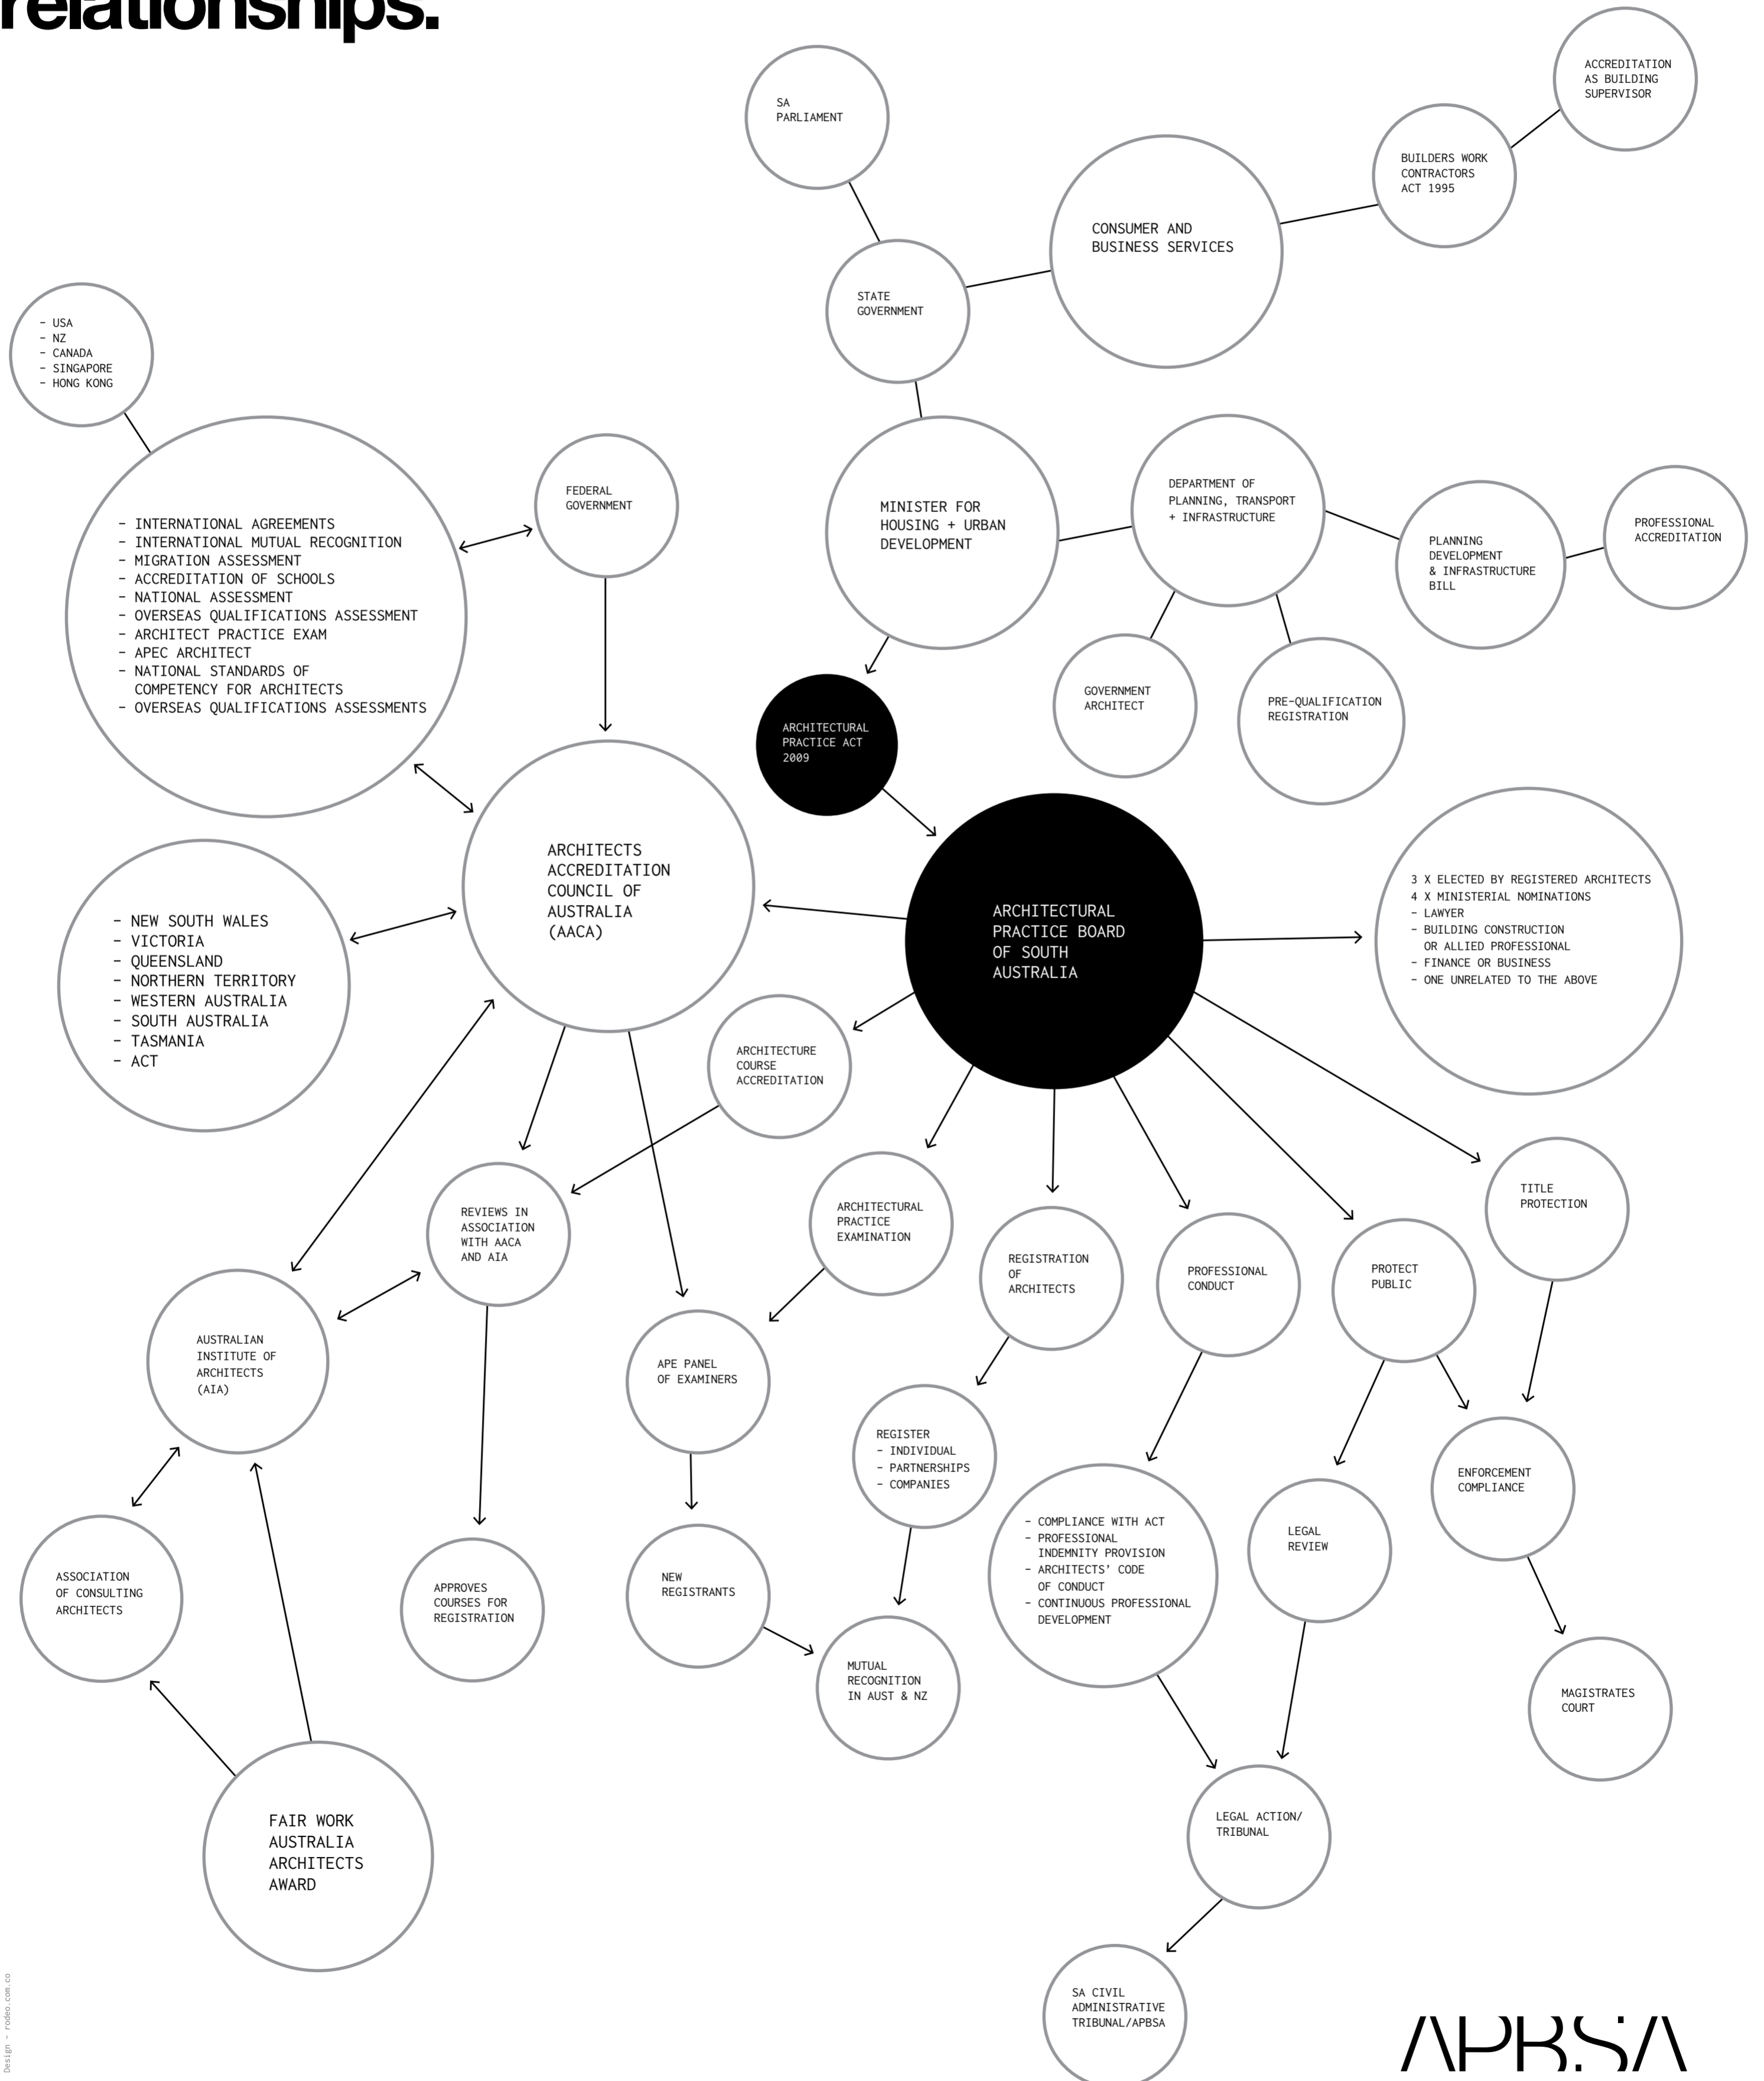 relationships.
ACCREDITATION
AS BUILDING
SUPERVISOR
SA
PARLIAMENT
BUILDERS WORK
CONTRACTORS
ACT 1995
CONSUMER AND
BUSINESS SERVICES
STATE
GOVERNMENT
- USA
- NZ
- CANADA
- SINGAPORE
- HONG KONG
FEDERAL
GOVERNMENT
MINISTER FOR
HOUSING + URBAN
DEVELOPMENT
DEPARTMENT OF
PLANNING, TRANSPORT
+ INFRASTRUCTURE
PLANNING
DEVELOPMENT
& INFRASTRUCTURE
BILL
PROFESSIONAL
ACCREDITATION
- INTERNATIONAL AGREEMENTS
- INTERNATIONAL MUTUAL RECOGNITION
- MIGRATION ASSESSMENT
- ACCREDITATION OF SCHOOLS
- NATIONAL ASSESSMENT
- OVERSEAS QUALIFICATIONS ASSESSMENT
- ARCHITECT PRACTICE EXAM
- APEC ARCHITECT
- NATIONAL STANDARDS OF
COMPETENCY FOR ARCHITECTS
- OVERSEAS QUALIFICATIONS ASSESSMENTS
GOVERNMENT
ARCHITECT
PRE-QUALIFICATION
REGISTRATION
ARCHITECTURAL
PRACTICE ACT
2009
ARCHITECTS
ACCREDITATION
COUNCIL OF
AUSTRALIA
(AACA)
ARCHITECTURAL
PRACTICE BOARD
OF SOUTH
AUSTRALIA
3 X ELECTED BY REGISTERED ARCHITECTS
4 X MINISTERIAL NOMINATIONS
- LAWYER
- BUILDING CONSTRUCTION
OR ALLIED PROFESSIONAL
- FINANCE OR BUSINESS
- ONE UNRELATED TO THE ABOVE
- NEW SOUTH WALES
- VICTORIA
- QUEENSLAND
- NORTHERN TERRITORY
- WESTERN AUSTRALIA
- SOUTH AUSTRALIA
- TASMANIA
- ACT
ARCHITECTURE
COURSE
ACCREDITATION
REVIEWS IN
ASSOCIATION
WITH AACA
AND AIA
ARCHITECTURAL
PRACTICE
EXAMINATION
REGISTRATION
OF
ARCHITECTS
PROFESSIONAL
CONDUCT
PROTECT
PUBLIC
TITLE
PROTECTION
AUSTRALIAN
INSTITUTE OF
ARCHITECTS
(AIA)
APE PANEL
OF EXAMINERS
REGISTER
- INDIVIDUAL
- PARTNERSHIPS
- COMPANIES
ENFORCEMENT
COMPLIANCE
- COMPLIANCE WITH ACT
- PROFESSIONAL
INDEMNITY PROVISION
- ARCHITECTS' CODE
OF CONDUCT
- CONTINUOUS PROFESSIONAL
DEVELOPMENT
LEGAL
REVIEW
ASSOCIATION
OF CONSULTING
ARCHITECTS
APPROVES
COURSES FOR
REGISTRATION
NEW
REGISTRANTS
MUTUAL
RECOGNITION
IN AUST & NZ
MAGISTRATES
COURT
FAIR WORK
AUSTRALIA
ARCHITECTS
AWARD
LEGAL ACTION/
TRIBUNAL
SA CIVIL
ADMINISTRATIVE
TRIBUNAL/APBSA
APBSA
Design - rodeo.com.co